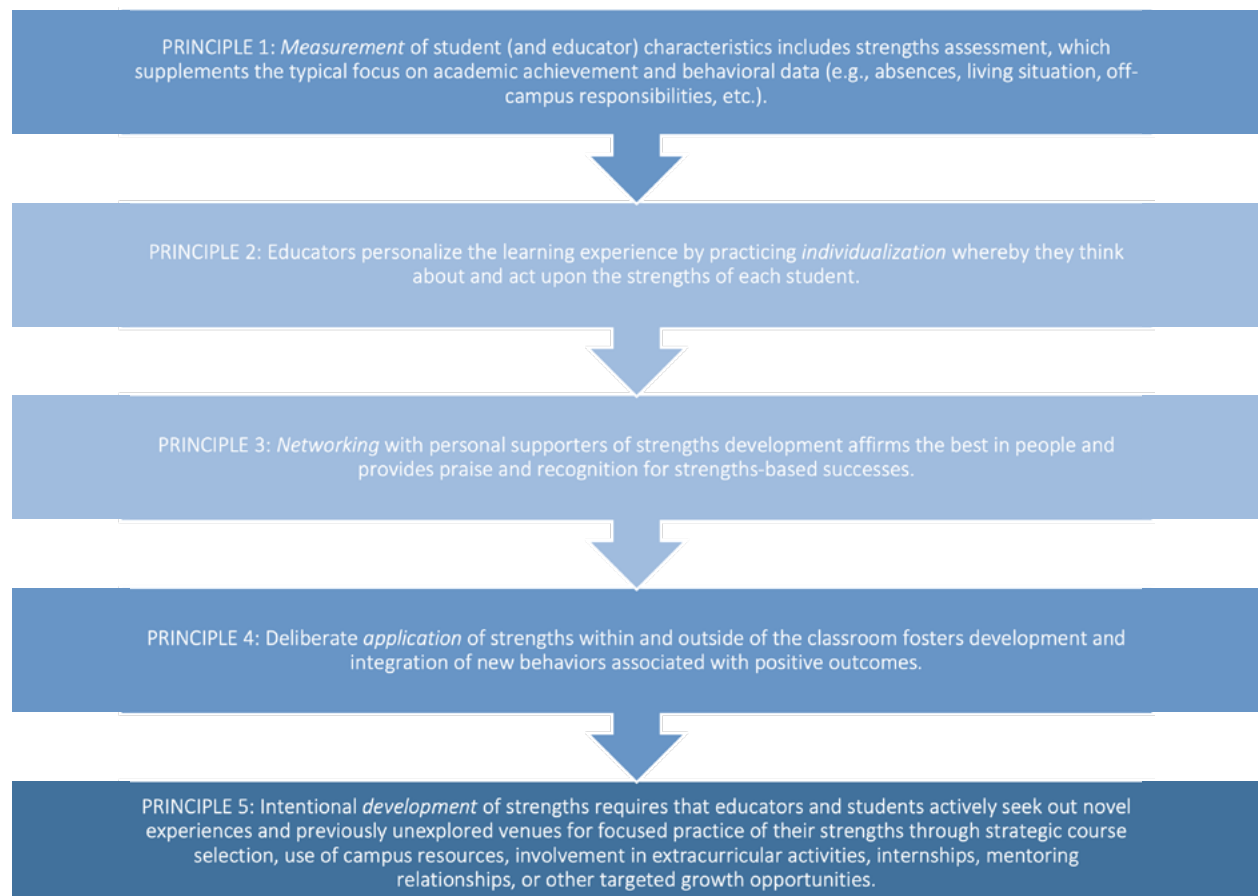 PRINCIPLE 1: Measurement of student (and educator) characteristics includes strengths assessment, which
supplements the typical focus on academic achievement and behavioral data (e.g., absences, living situation, off-
campus responsibilities, etc.).
PRINCIPLE 2: Educators personalize the learning experience by practicing individualization whereby they think
about and act upon the strengths of each student.
PRINCIPLE 3: Networking with personal supporters of strengths development affirms the best in people and
provides praise and recognition for strengths-based successes.
PRINCIPLE 4: Deliberate application of strengths within and outside of the classroom fosters development and
integration of new behaviors associated with positive outcomes.
PRINCIPLE 5: Intentional development of strengths requires that educators and students actively seek out novel
experiences and previously unexplored venues for focused practice of their strengths through strategic course
selection, use of campus resources, involvement in extracurricular activities, internships, mentoring
relationships, or other targeted growth opportunities.